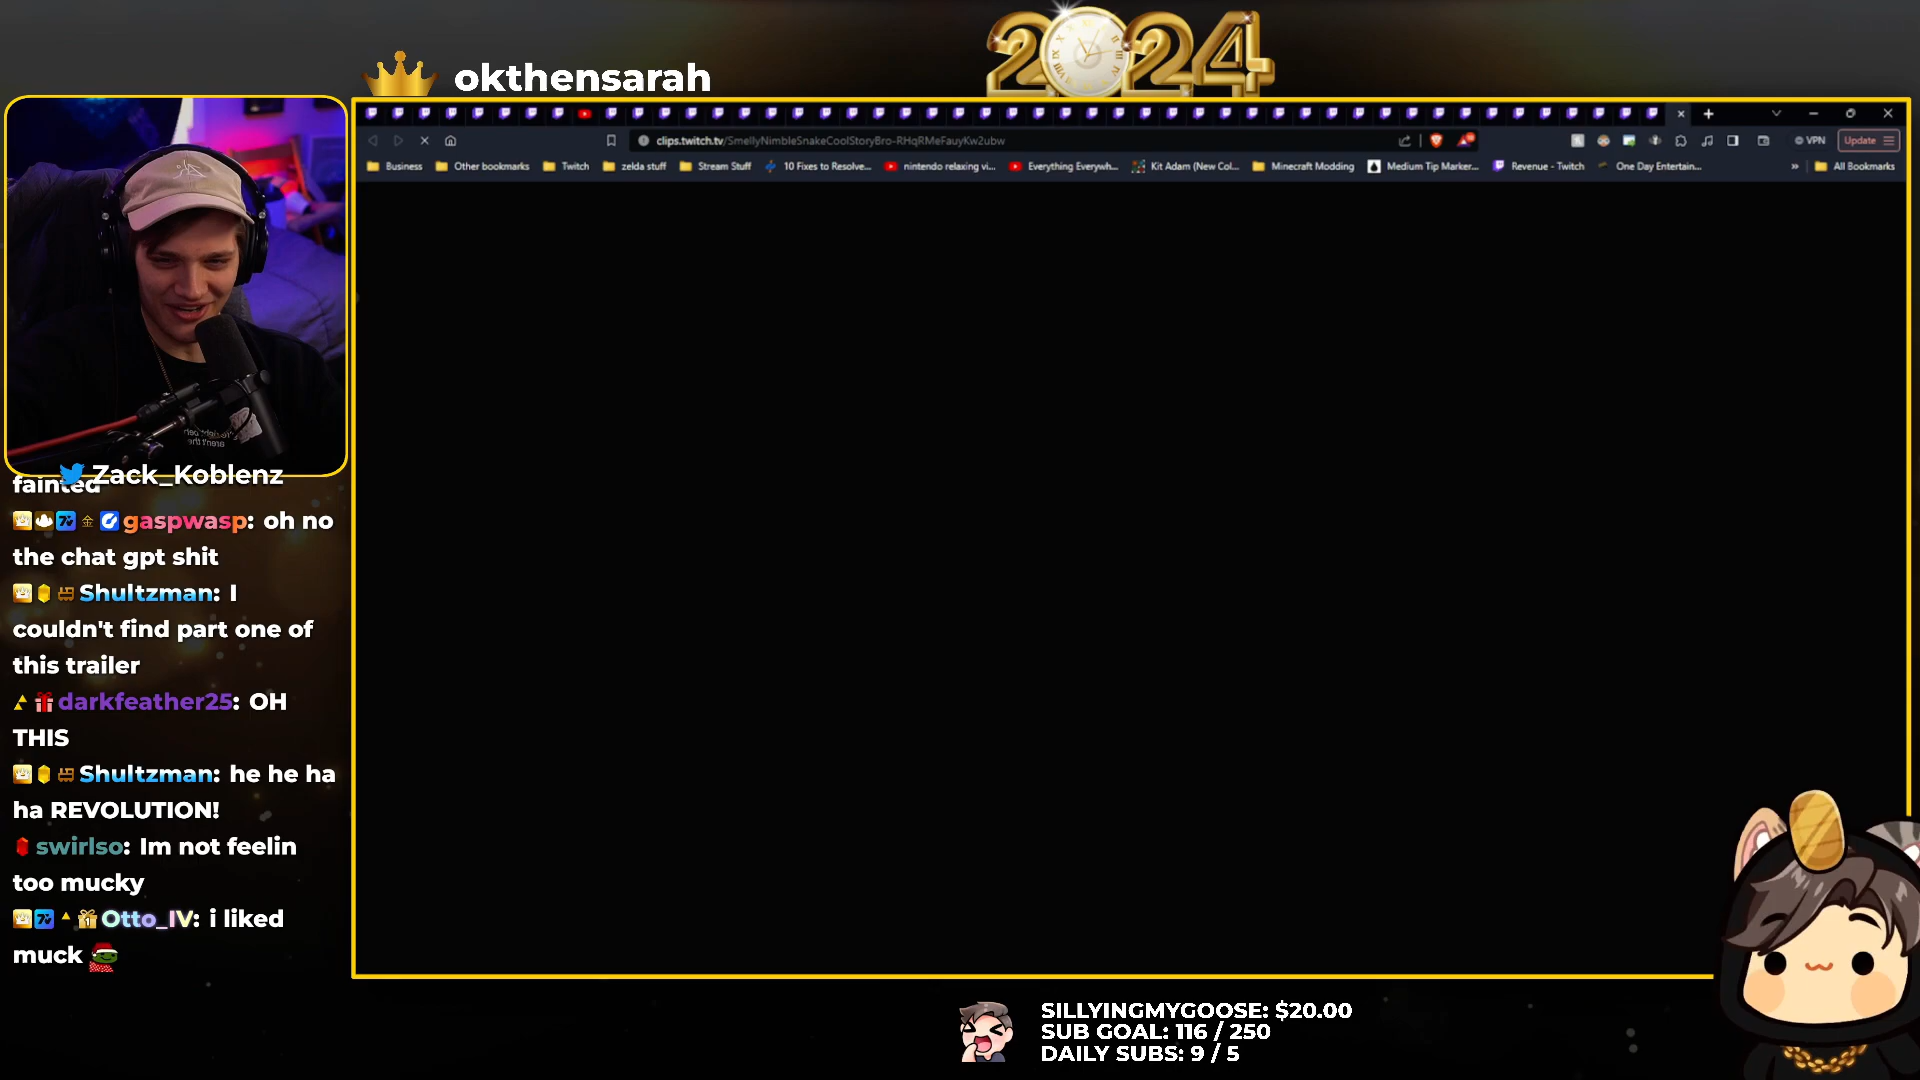 2024
okthensarah
clips.twitch.tv/SmellyNimbleSnakeCoolStoryBro-RHqRMeFauyKw2ubw
VPN
Update
Business
Other bookmarks
Twitch
zelda stuff
Stream Stuff
10 Fixes to Resolve...
nintendo relaxing vi...
Everything Everywh...
Kit Adam (New Col...
Minecraft Modding
Medium Tip Marker...
Revenue - Twitch
One Day Entertain...
»
All Bookmarks
Zack_Koblenz
fainted
gaspwasp: oh no
the chat gpt shit
Shultzman: I
couldn't find part one of
this trailer
darkfeather25: OH
THIS
Shultzman: he he ha
ha REVOLUTION!
swirlso: Im not feelin
too mucky
Otto_IV: i liked
muck
SILLYINGMYGOOSE: $20.00
SUB GOAL: 116 / 250
DAILY SUBS: 9 / 5